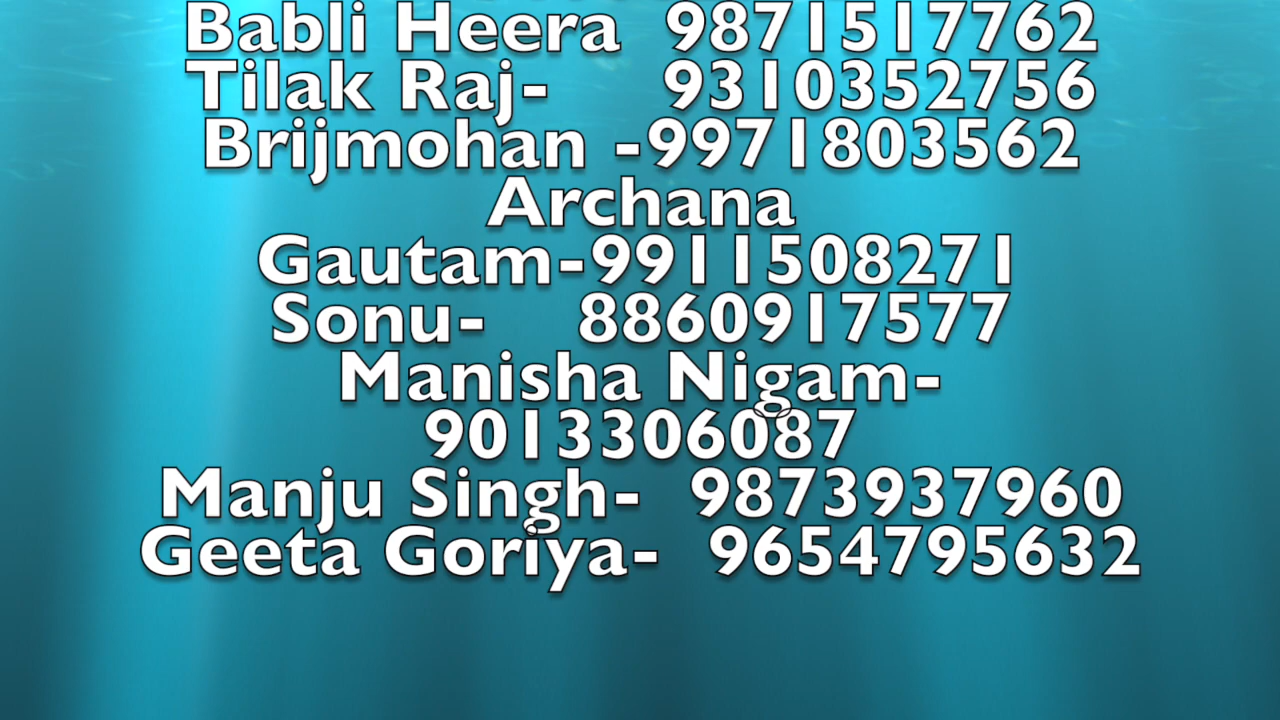 Babli Heera 9871517762
Tilak Raj- 9310352756
Brijmohan -9971803562
Archana
Gautam-9911508271
Sonu- 8860917577
Manisha Nigam-
9013306087
Manju Singh- 9873937960
Geeta Goriya- 9654795632